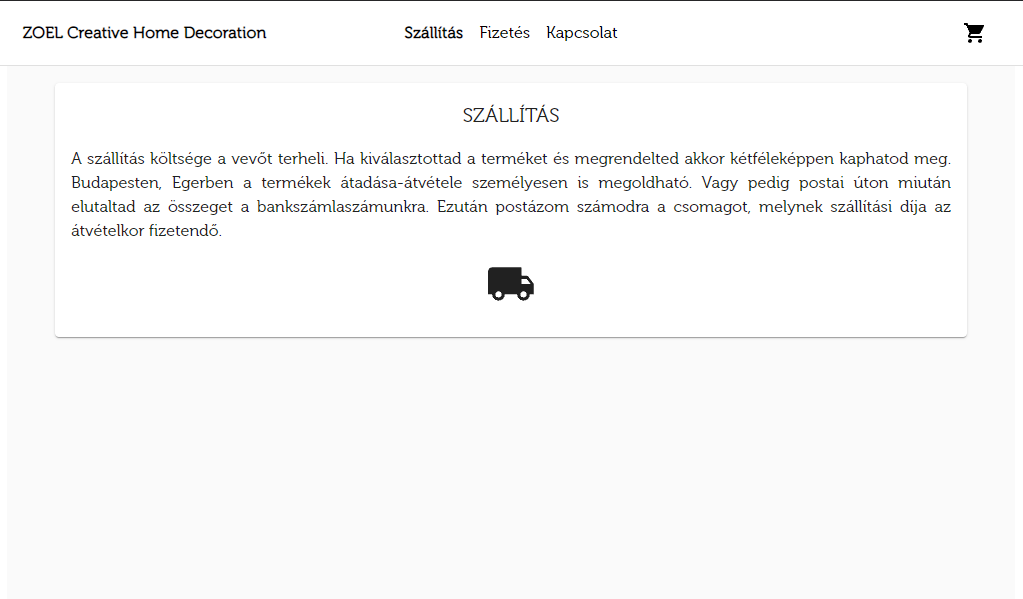 ZOEL Creative Home Decoration
Szállítás
Fizetés
Kapcsolat
SZÁLLÍTÁS
A szállítás költsége a vevőt terheli. Ha kiválasztottad a terméket és megrendelted akkor kétféleképpen kaphatod meg.
Budapesten, Egerben a termékek átadása-átvétele személyesen is megoldható. Vagy pedig postai úton miután
elutaltad az összeget a bankszámlaszámunkra. Ezután postázom számodra a csomagot, melynek szállítási díja az
átvételkor fizetendő.